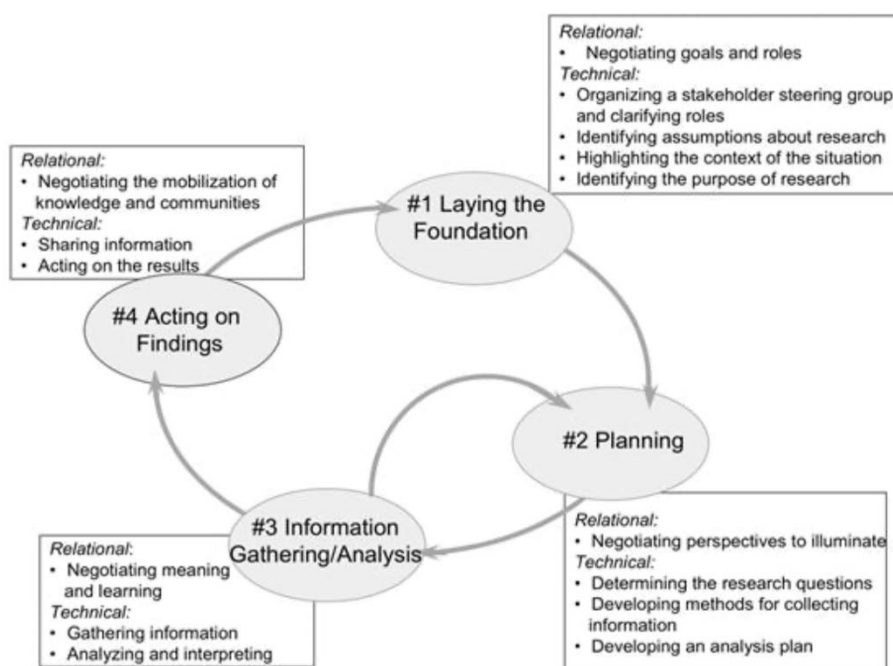 Relational:
• Negotiating goals and roles
Technical:
• Organizing a stakeholder steering group
and clarifying roles
• Identifying assumptions about research
• Highlighting the context of the situation
• Identifying the purpose of research
#1 Laying the
Foundation
Relational:
• Negotiating the mobilization of
knowledge and communities
Technical:
• Sharing information
• Acting on the results
#4 Acting on
Findings
#2 Planning
Relational:
• Negotiating perspectives to illuminate
Technical:
• Determining the research questions
• Developing methods for collecting
information
• Developing an analysis plan
#3 Information
Gathering/Analysis
Relational:
• Negotiating meaning
and learning
Technical:
• Gathering information
• Analyzing and interpreting